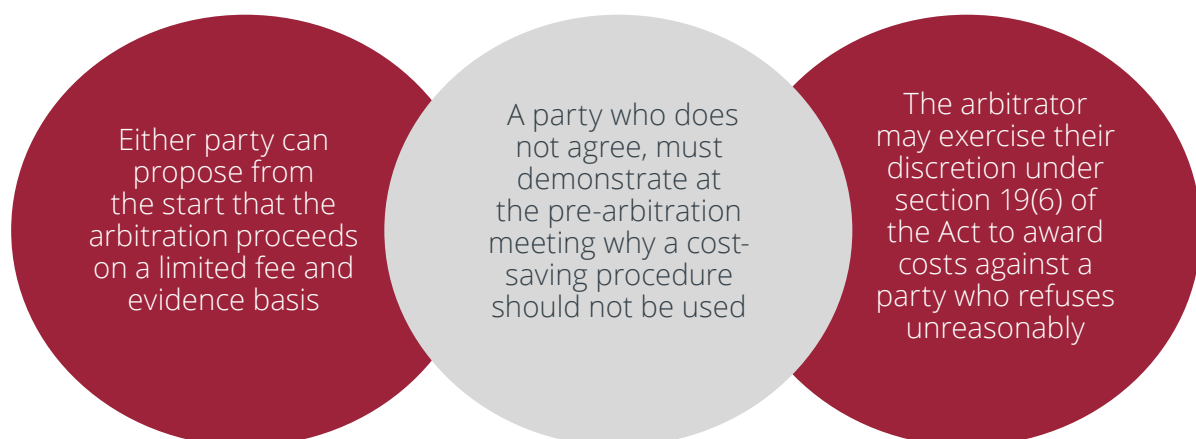 Either party can
propose from
the start that the
arbitration proceeds
on a limited fee and
evidence basis
A party who does
not agree, must
demonstrate at
the pre-arbitration
meeting why a cost-
saving procedure
should not be used
The arbitrator
may exercise their
discretion under
section 19(6) of
the Act to award
costs against a
party who refuses
unreasonably